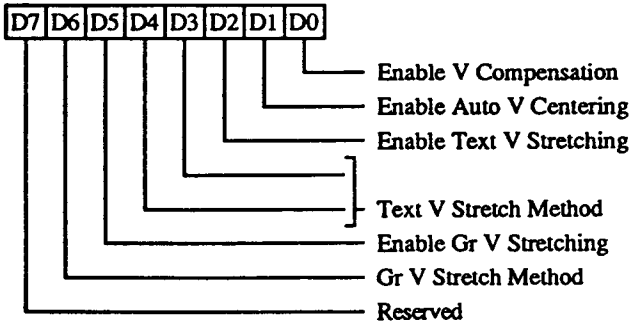 D7 D6 D5 D4 D3 D2 D1 D0
Enable V Compensation
Enable Auto V Centering
Enable Text V Stretching
Text V Stretch Method
Enable Gr V Stretching
Gr V Stretch Method
Reserved